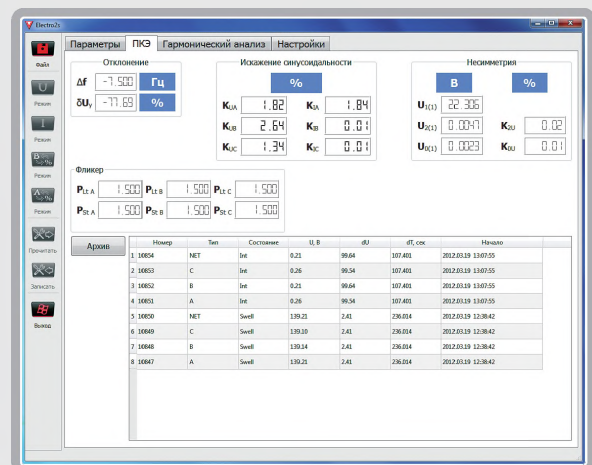 Electro2s
Файл
Режим
Режим
Режим
Режим
Прочитать
Записать
Выход
Параметры ПКЭ Гармонический анализ Настройки
Отклонение
Δf -7.500 Гц
δUy -77.69 %
Искажение синусоидальности
%
KUA 1.82 KIA 1.84
KUB 2.64 KIB 0.01
KUC 1.34 KIC 0.01
Несимметрия
В %
U1(1) 22.306
U2(1) 0.0047 K2U 0.02
U0(1) 0.0023 K0U 0.01
Фликер
PLt A 1.500 PLt B 1.500 PLt C 1.500
PSt A 1.500 PSt B 1.500 PSt C 1.500
Архив
Номер Тип Состояние U, В dU dT, сек Начало
1 10854 NET Int 0.21 99.64 107.401 2012.03.19 13:07:55
2 10853 C Int 0.26 99.54 107.401 2012.03.19 13:07:55
3 10852 B Int 0.21 99.64 107.401 2012.03.19 13:07:55
4 10851 A Int 0.26 99.54 107.401 2012.03.19 13:07:55
5 10850 NET Swell 139.21 2.41 236.014 2012.03.19 12:38:42
6 10849 C Swell 139.10 2.41 236.014 2012.03.19 12:38:42
7 10848 B Swell 139.14 2.41 236.014 2012.03.19 12:38:42
8 10847 A Swell 139.21 2.41 236.014 2012.03.19 12:38:42